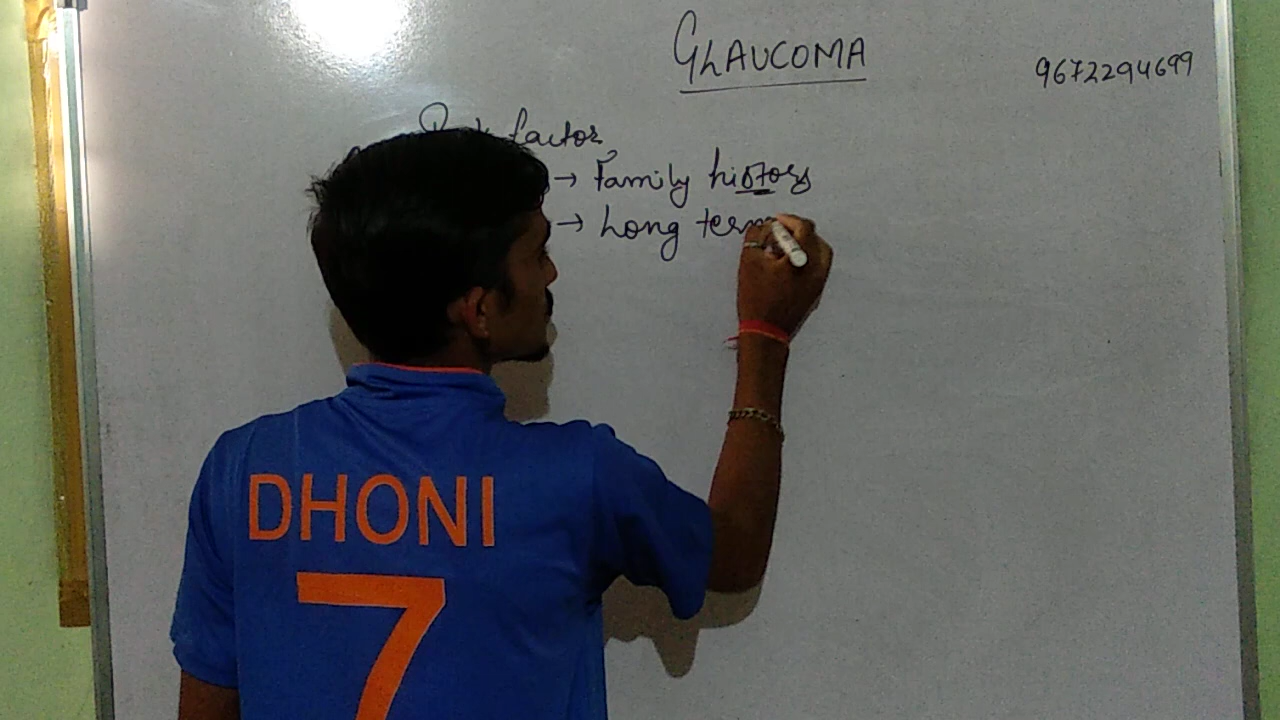 GLAUCOMA
9672294699
factor
→ Family history
→ Long term
DHONI
7